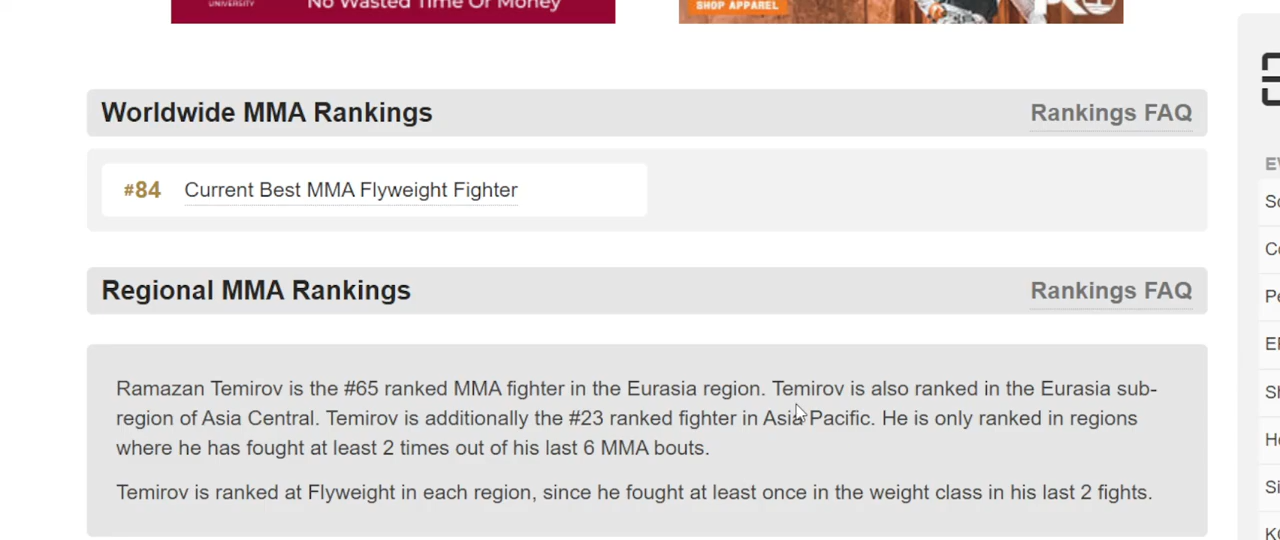 UNIVERSITY
No Wasted Time Or Money
SHOP APPAREL
Worldwide MMA Rankings
Rankings FAQ
#84 Current Best MMA Flyweight Fighter
Regional MMA Rankings
Rankings FAQ
Ramazan Temirov is the #65 ranked MMA fighter in the Eurasia region. Temirov is also ranked in the Eurasia sub-
region of Asia Central. Temirov is additionally the #23 ranked fighter in Asia Pacific. He is only ranked in regions
where he has fought at least 2 times out of his last 6 MMA bouts.
Temirov is ranked at Flyweight in each region, since he fought at least once in the weight class in his last 2 fights.